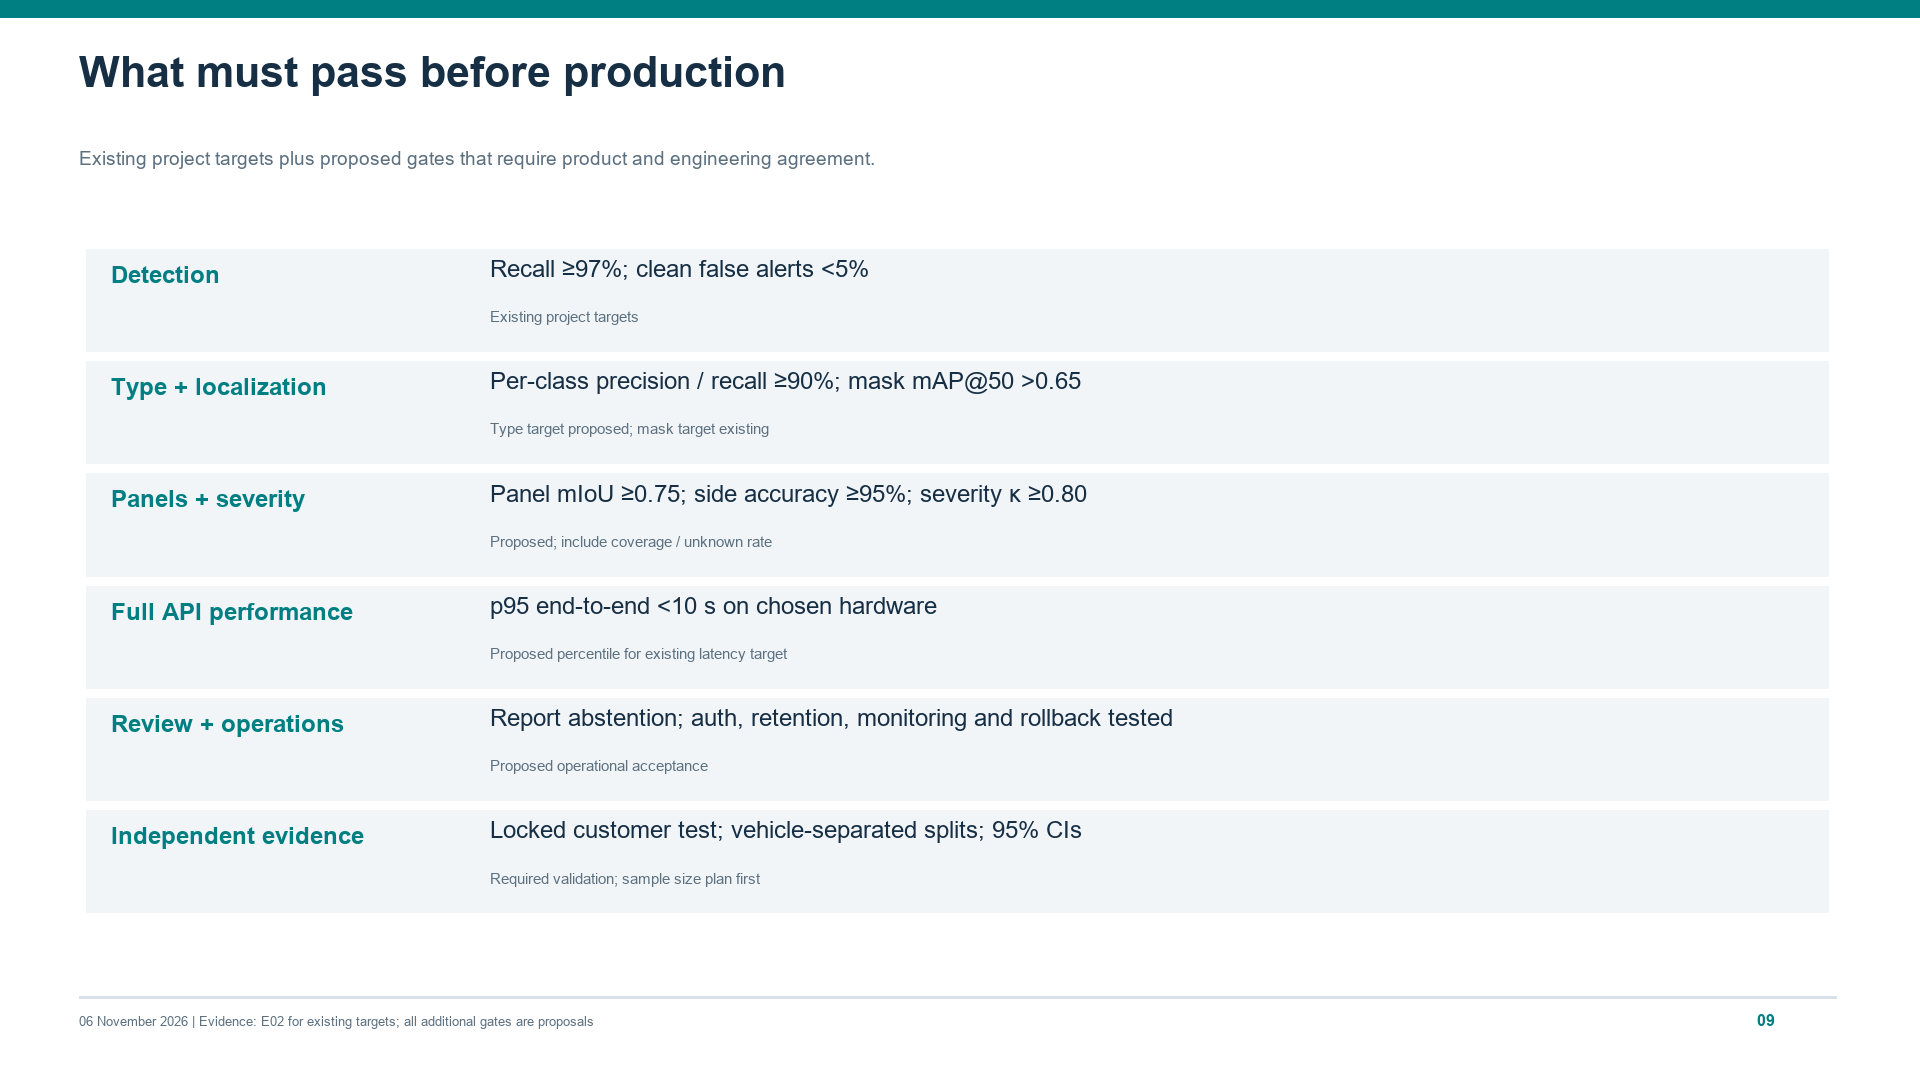 What must pass before production
Existing project targets plus proposed gates that require product and engineering agreement.
Detection
Recall ≥97%; clean false alerts <5%
Existing project targets
Type + localization
Per-class precision / recall ≥90%; mask mAP@50 >0.65
Type target proposed; mask target existing
Panels + severity
Panel mIoU ≥0.75; side accuracy ≥95%; severity κ ≥0.80
Proposed; include coverage / unknown rate
Full API performance
p95 end-to-end <10 s on chosen hardware
Proposed percentile for existing latency target
Review + operations
Report abstention; auth, retention, monitoring and rollback tested
Proposed operational acceptance
Independent evidence
Locked customer test; vehicle-separated splits; 95% CIs
Required validation; sample size plan first
06 November 2026 | Evidence: E02 for existing targets; all additional gates are proposals
09